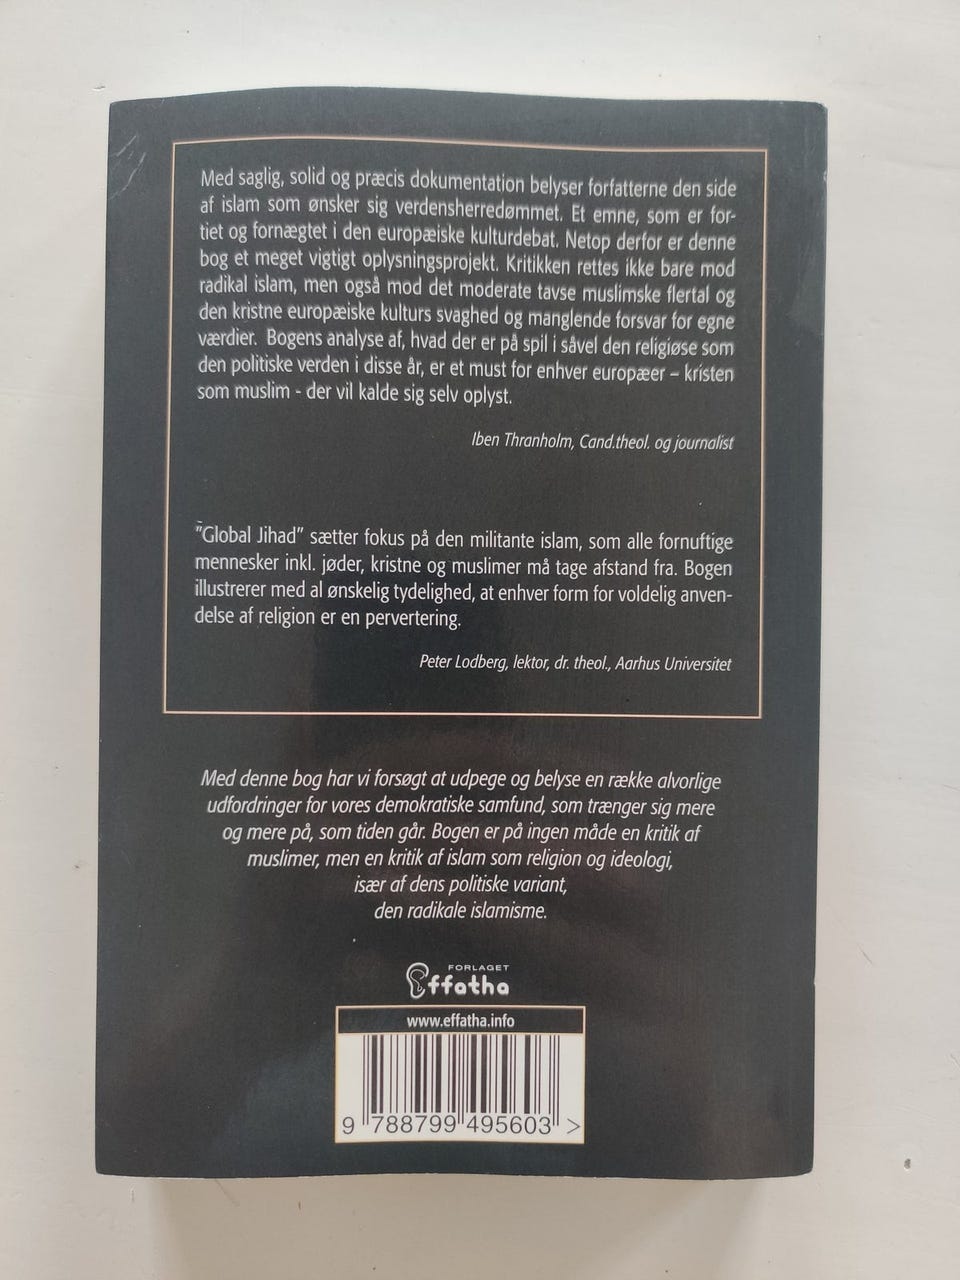 Med saglig, solid og præcis dokumentation belyser forfatterne den side
af islam som ønsker sig verdensherredømmet. Et emne, som er for-
tiet og fornægtet i den europæiske kulturdebat. Netop derfor er denne
bog et meget vigtigt oplysningsprojekt. Kritikken rettes ikke bare mod
radikal islam, men også mod det moderate tavse muslimske flertal og
den kristne europæiske kulturs svaghed og manglende forsvar for egne
værdier. Bogens analyse af, hvad der er på spil i såvel den religiøse som
den politiske verden i disse år, er et must for enhver europæer – kristen
som muslim - der vil kalde sig selv oplyst.
Iben Thranholm, Cand.theol. og journalist
"Global Jihad" sætter fokus på den militante islam, som alle fornuftige
mennesker inkl. jøder, kristne og muslimer må tage afstand fra. Bogen
illustrerer med al ønskelig tydelighed, at enhver form for voldelig anven-
delse af religion er en pervertering.
Peter Lodberg, lektor, dr. theol., Aarhus Universitet
Med denne bog har vi forsøgt at udpege og belyse en række alvorlige
udfordringer for vores demokratiske samfund, som trænger sig mere
og mere på, som tiden går. Bogen er på ingen måde en kritik af
muslimer, men en kritik af islam som religion og ideologi,
især af dens politiske variant,
den radikale islamisme.
FORLAGET
Effatha
www.effatha.info
9 788799 495603 >